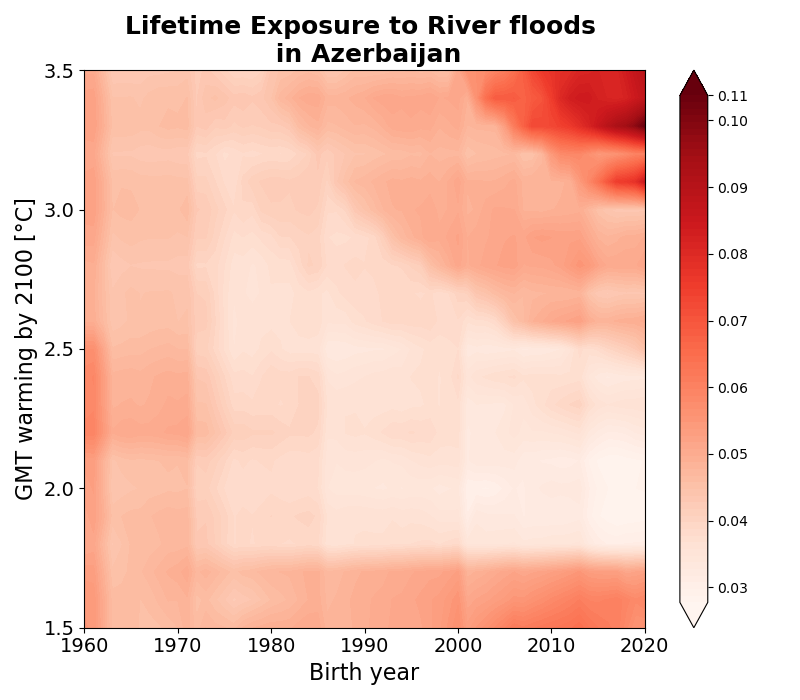 Lifetime Exposure to River floods
in Azerbaijan
GMT warming by 2100 [°C]
3.5
3.0
2.5
2.0
1.5
1960 1970 1980 1990 2000 2010 2020
Birth year
0.11
0.10
0.09
0.08
0.07
0.06
0.05
0.04
0.03